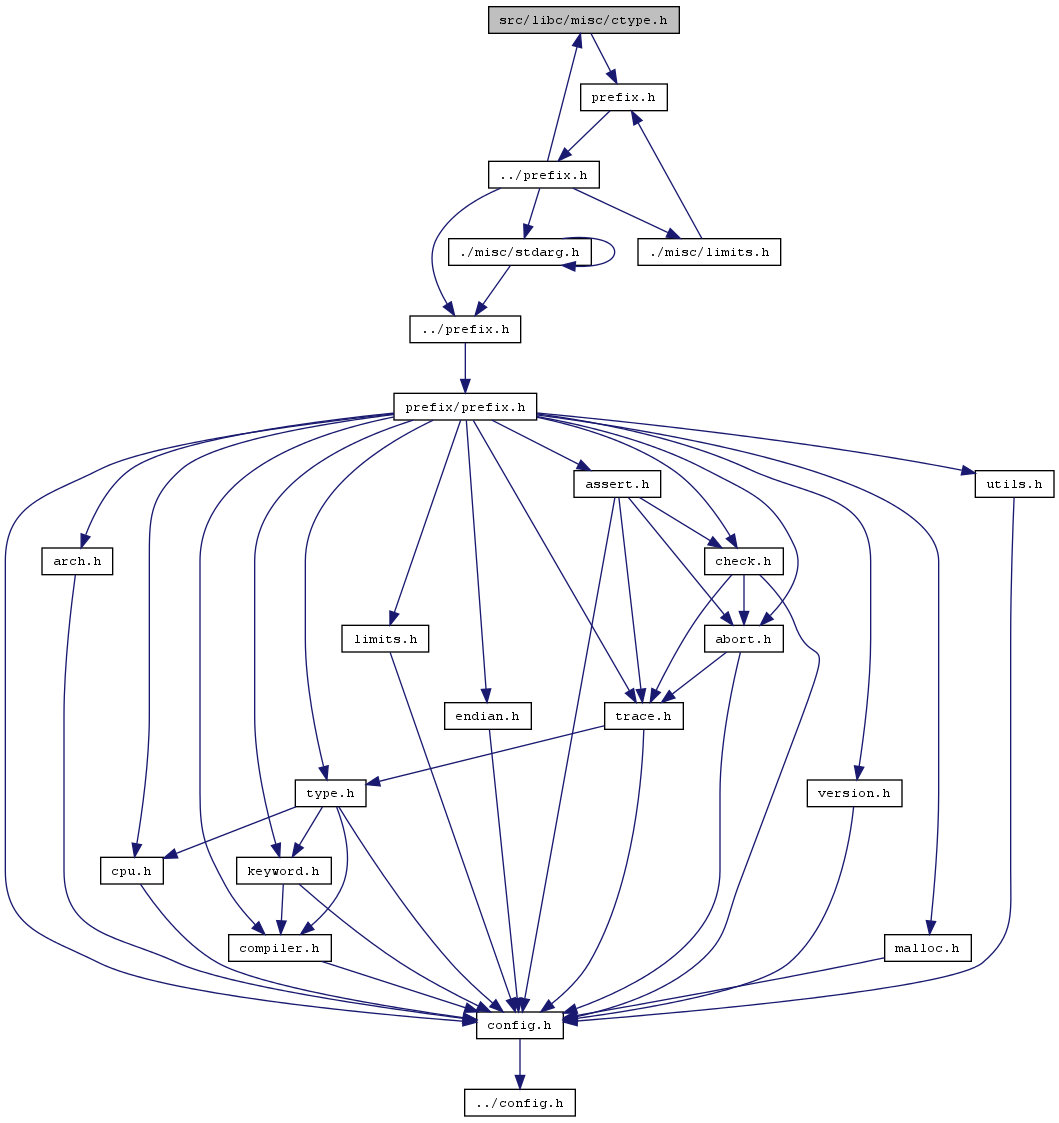 src/libc/misc/ctype.h
prefix.h
../prefix.h
./misc/stdarg.h
./misc/limits.h
../prefix.h
prefix/prefix.h
assert.h
utils.h
arch.h
check.h
limits.h
abort.h
endian.h
trace.h
type.h
version.h
cpu.h
keyword.h
compiler.h
malloc.h
config.h
../config.h